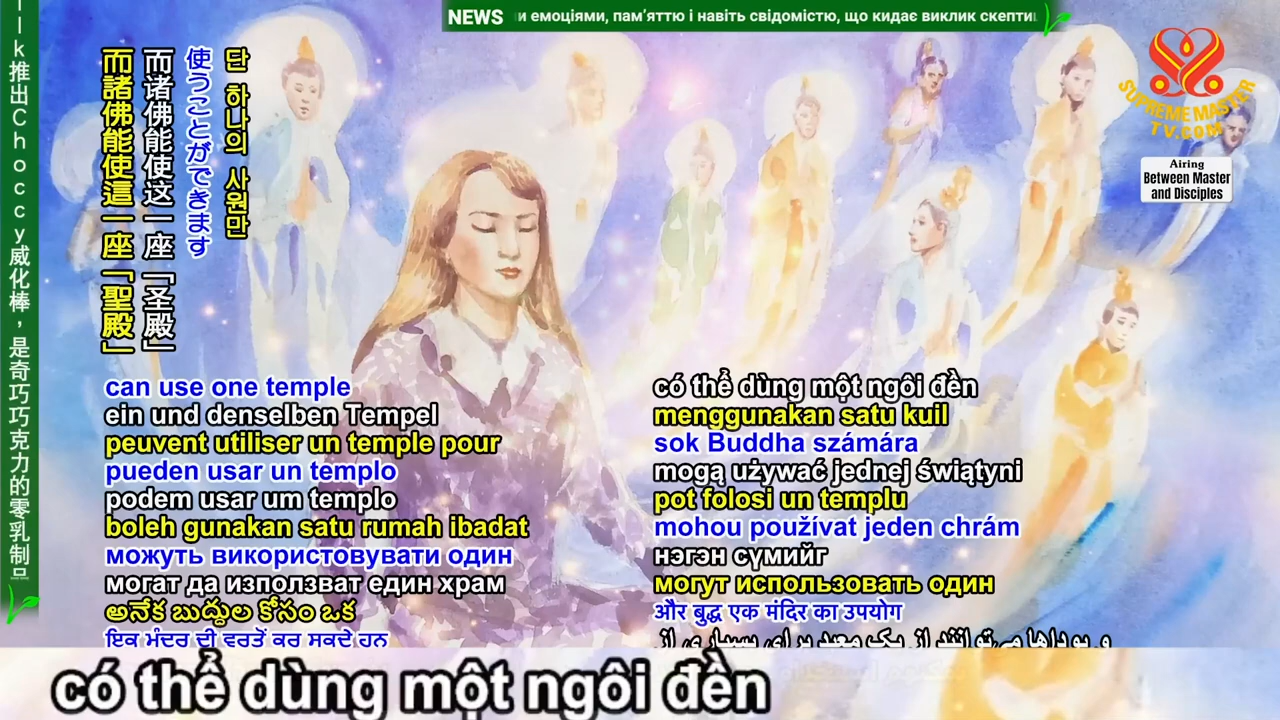 NEWS
и емоціями, пам'яттю і навіть свідомістю, що кидає виклик скепти
SUPREME MASTER
TV.COM
Airing
Between Master
and Disciples
k推出Choccy威化棒，是奇巧巧克力的零乳制品
而諸佛能使這一座「聖殿」
而诸佛能使这一座「圣殿」
使うことができます
단 하나의 사원만
can use one temple
ein und denselben Tempel
peuvent utiliser un temple pour
pueden usar un templo
podem usar um templo
boleh gunakan satu rumah ibadat
можуть використовувати один
могат да използват един храм
అనేక బుద్ధుల కోసం ఒక
ਇਕ ਮੰਦਰ ਦੀ ਵਰਤੋਂ ਕਰ ਸਕਦੇ ਹਨ
có thể dùng một ngôi đền
menggunakan satu kuil
sok Buddha számára
mogą używać jednej świątyni
pot folosi un templu
mohou používat jeden chrám
нэгэн сүмийг
могут использовать один
और बुद्ध एक मंदिर का उपयोग
có thể dùng một ngôi đền